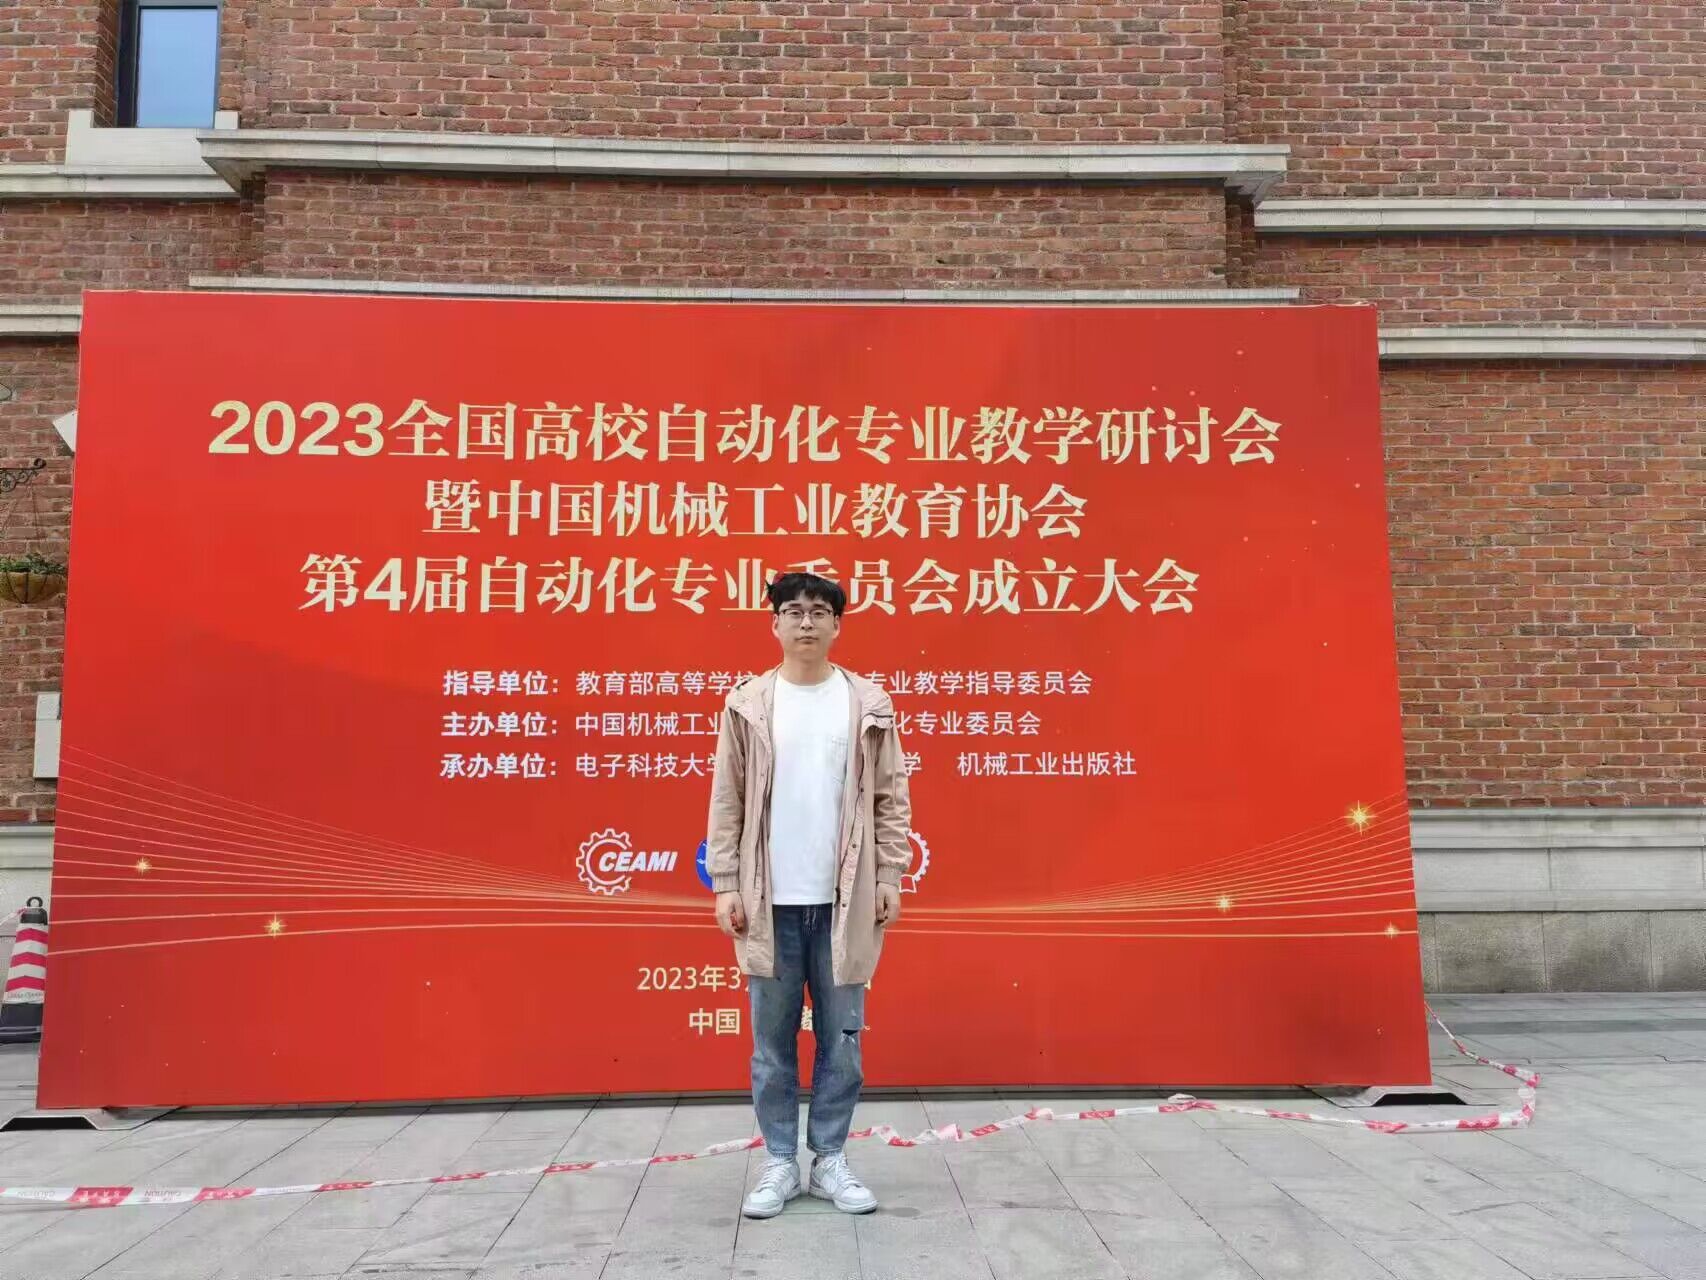 2023全国高校自动化专业教学研讨会
暨中国机械工业教育协会
第4届自动化专业委员会成立大会
指导单位：教育部高等学校 专业教学指导委员会
主办单位：中国机械工业 化专业委员会
承办单位：电子科技大学 学 机械工业出版社
CEAMI
2023年3
中国
CAUTION
SAFE
CAUTION